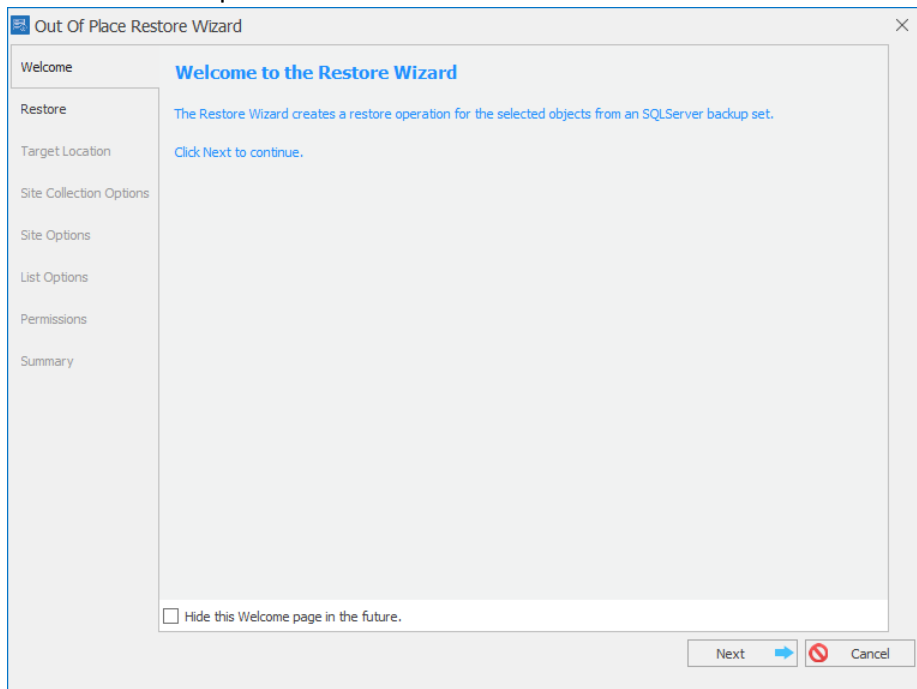 Out Of Place Restore Wizard
Welcome
Restore
Target Location
Site Collection Options
Site Options
List Options
Permissions
Summary
Welcome to the Restore Wizard
The Restore Wizard creates a restore operation for the selected objects from an SQLServer backup set.
Click Next to continue.
Hide this Welcome page in the future.
Next
Cancel